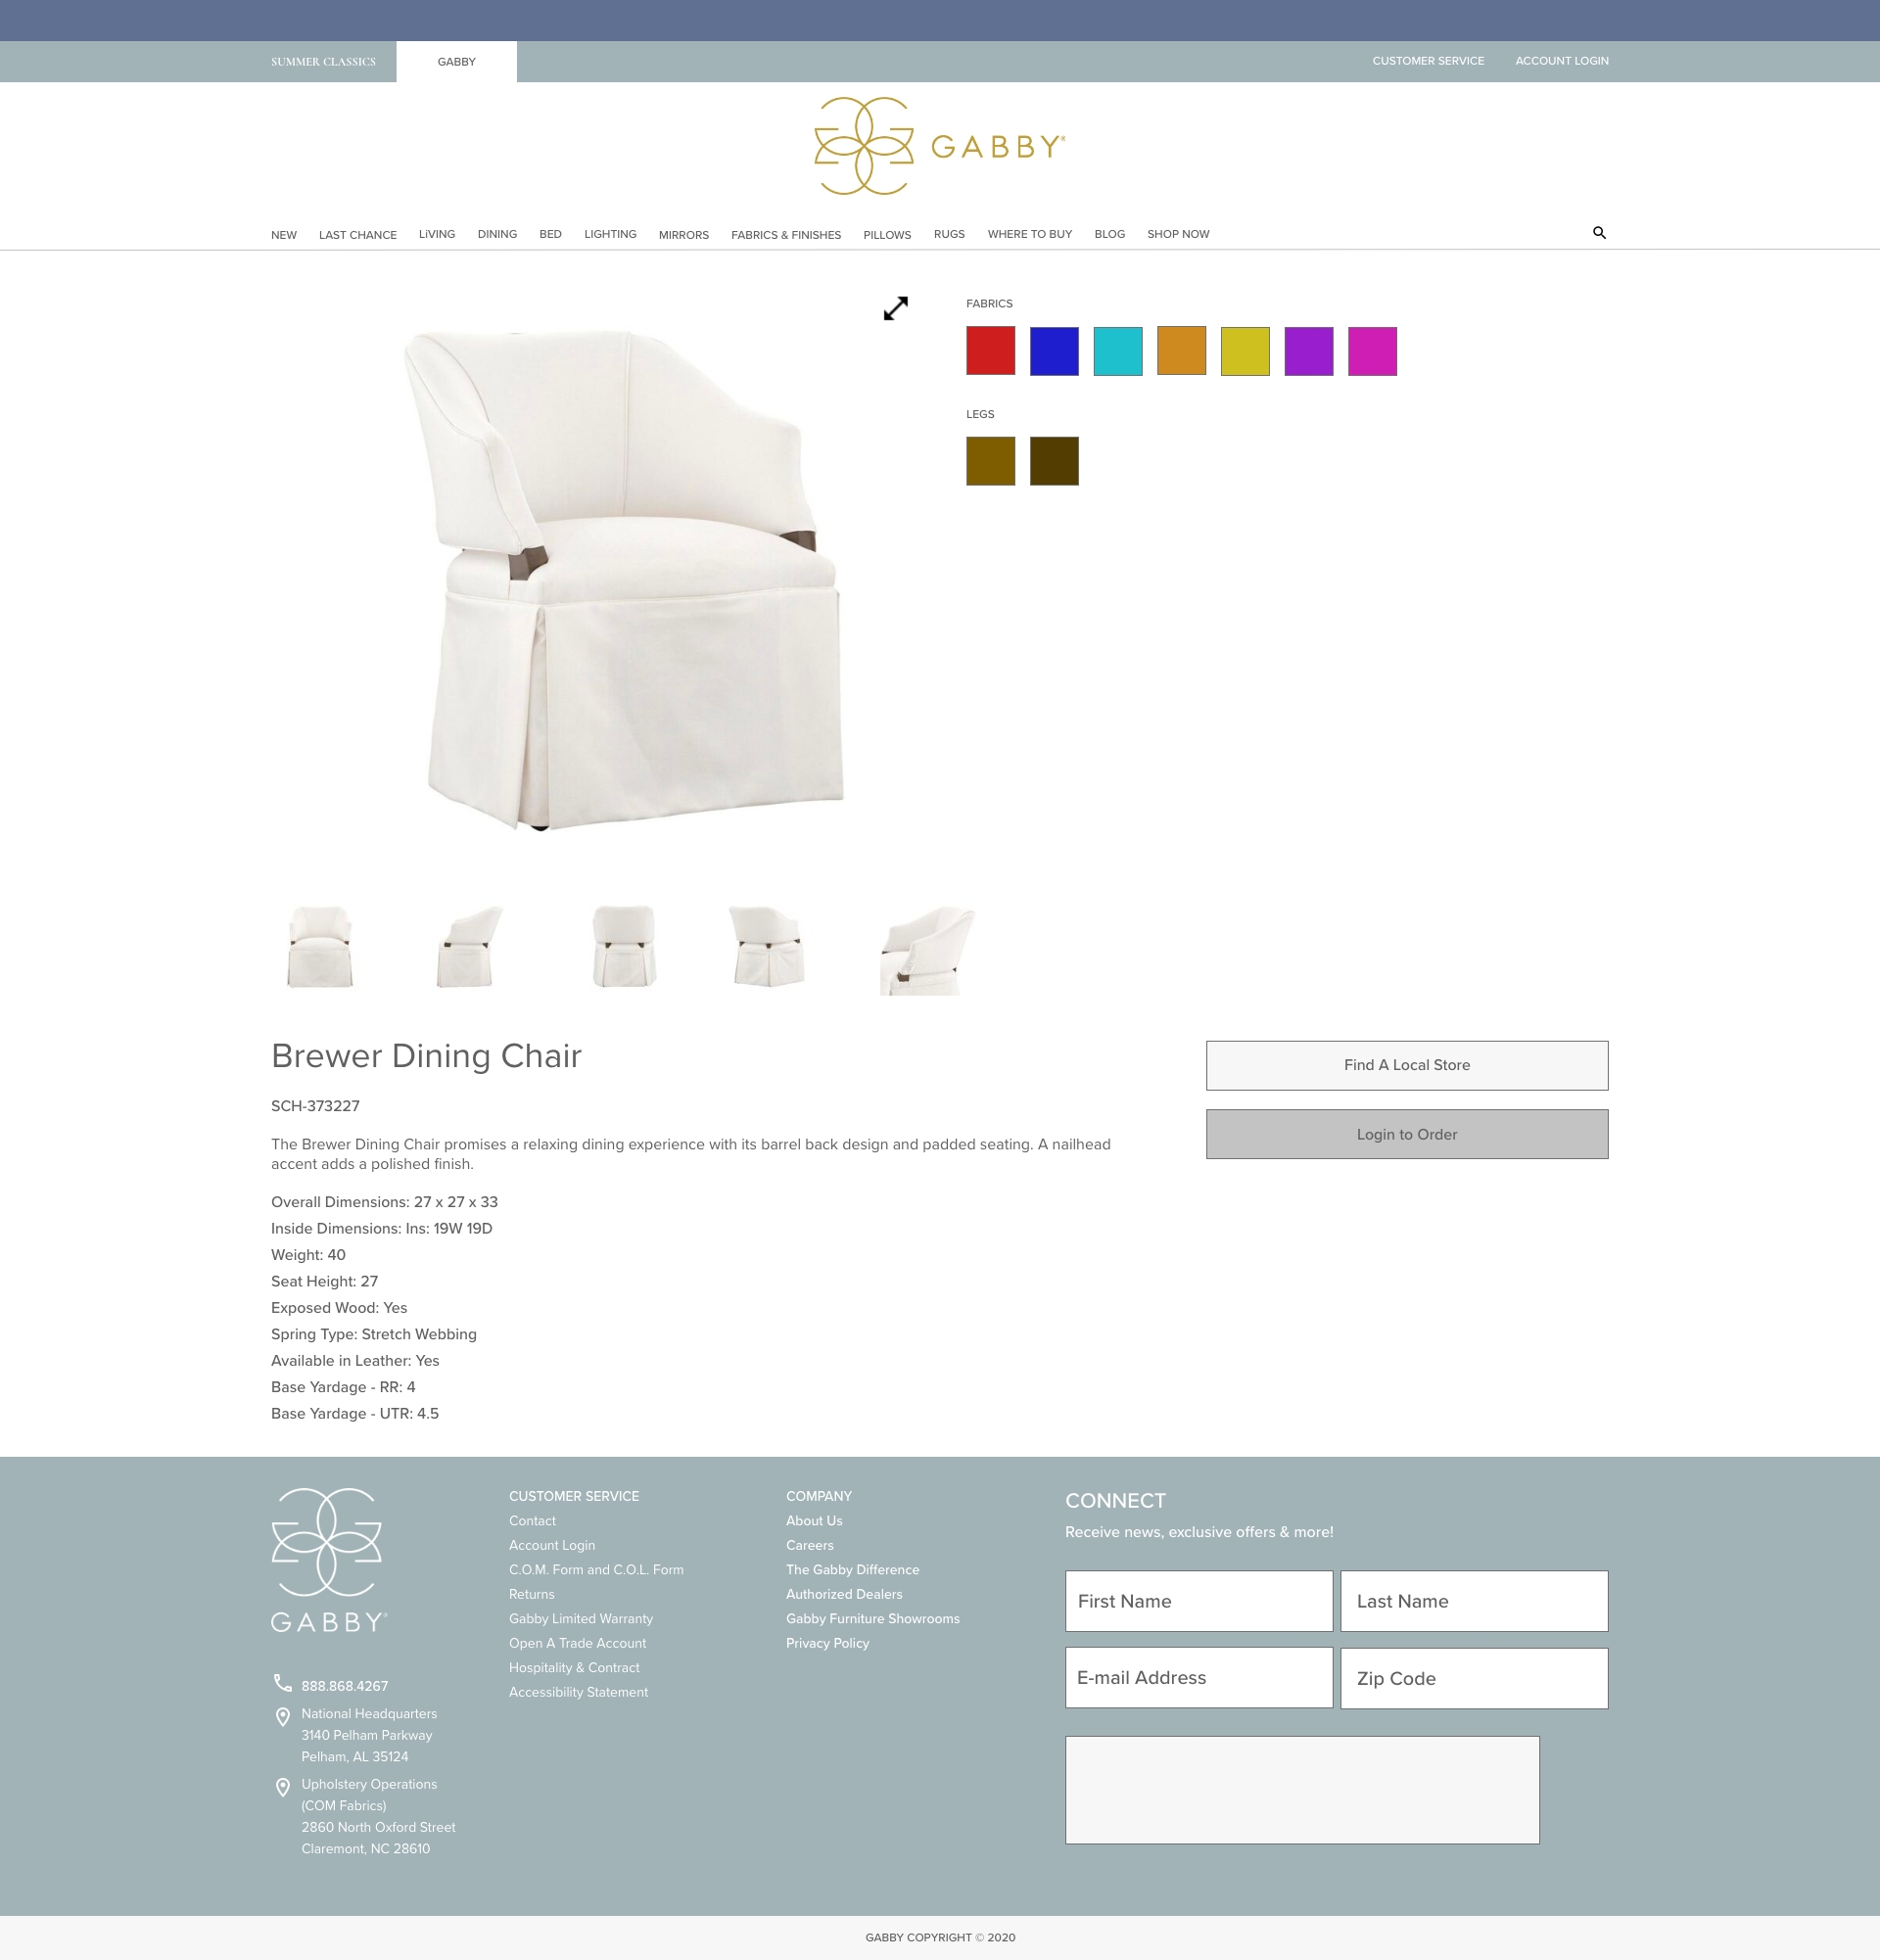 SUMMER CLASSICS
GABBY
CUSTOMER SERVICE
ACCOUNT LOGIN
GABBY®
NEW
LAST CHANCE
LiVING
DINING
BED
LIGHTING
MIRRORS
FABRICS & FINISHES
PILLOWS
RUGS
WHERE TO BUY
BLOG
SHOP NOW
FABRICS
LEGS
Brewer Dining Chair
SCH-373227
The Brewer Dining Chair promises a relaxing dining experience with its barrel back design and padded seating. A nailhead
accent adds a polished finish.
Overall Dimensions: 27 x 27 x 33
Inside Dimensions: Ins: 19W 19D
Weight: 40
Seat Height: 27
Exposed Wood: Yes
Spring Type: Stretch Webbing
Available in Leather: Yes
Base Yardage - RR: 4
Base Yardage - UTR: 4.5
Find A Local Store
Login to Order
GABBY®
888.868.4267
National Headquarters
3140 Pelham Parkway
Pelham, AL 35124
Upholstery Operations
(COM Fabrics)
2860 North Oxford Street
Claremont, NC 28610
CUSTOMER SERVICE
Contact
Account Login
C.O.M. Form and C.O.L. Form
Returns
Gabby Limited Warranty
Open A Trade Account
Hospitality & Contract
Accessibility Statement
COMPANY
About Us
Careers
The Gabby Difference
Authorized Dealers
Gabby Furniture Showrooms
Privacy Policy
CONNECT
Receive news, exclusive offers & more!
First Name
Last Name
E-mail Address
Zip Code
GABBY COPYRIGHT © 2020